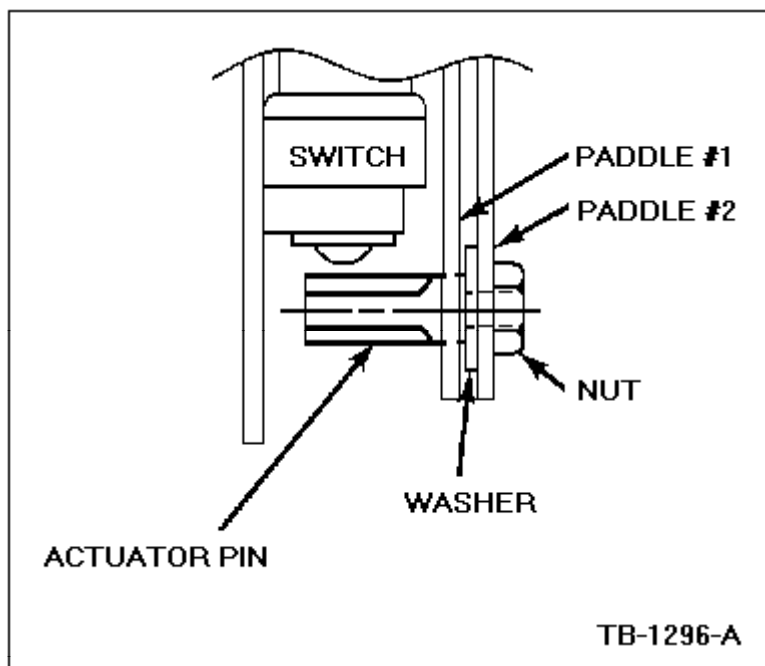 SWITCH
PADDLE #1
PADDLE #2
NUT
WASHER
ACTUATOR PIN
TB-1296-A